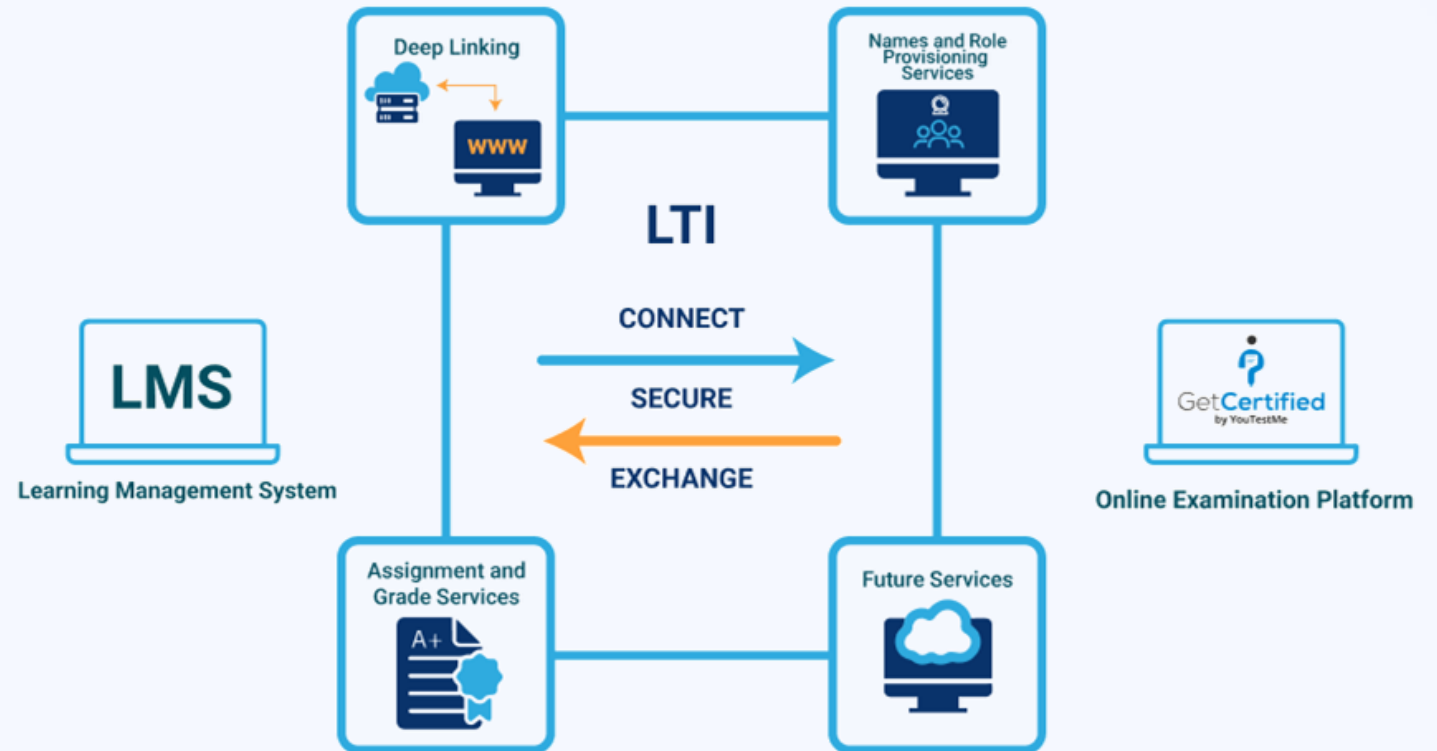 Deep Linking
WWW
Names and Role
Provisioning
Services
LTI
CONNECT
SECURE
EXCHANGE
LMS
Learning Management System
GetCertified
by YouTestMe
Online Examination Platform
Assignment and
Grade Services
A+
Future Services